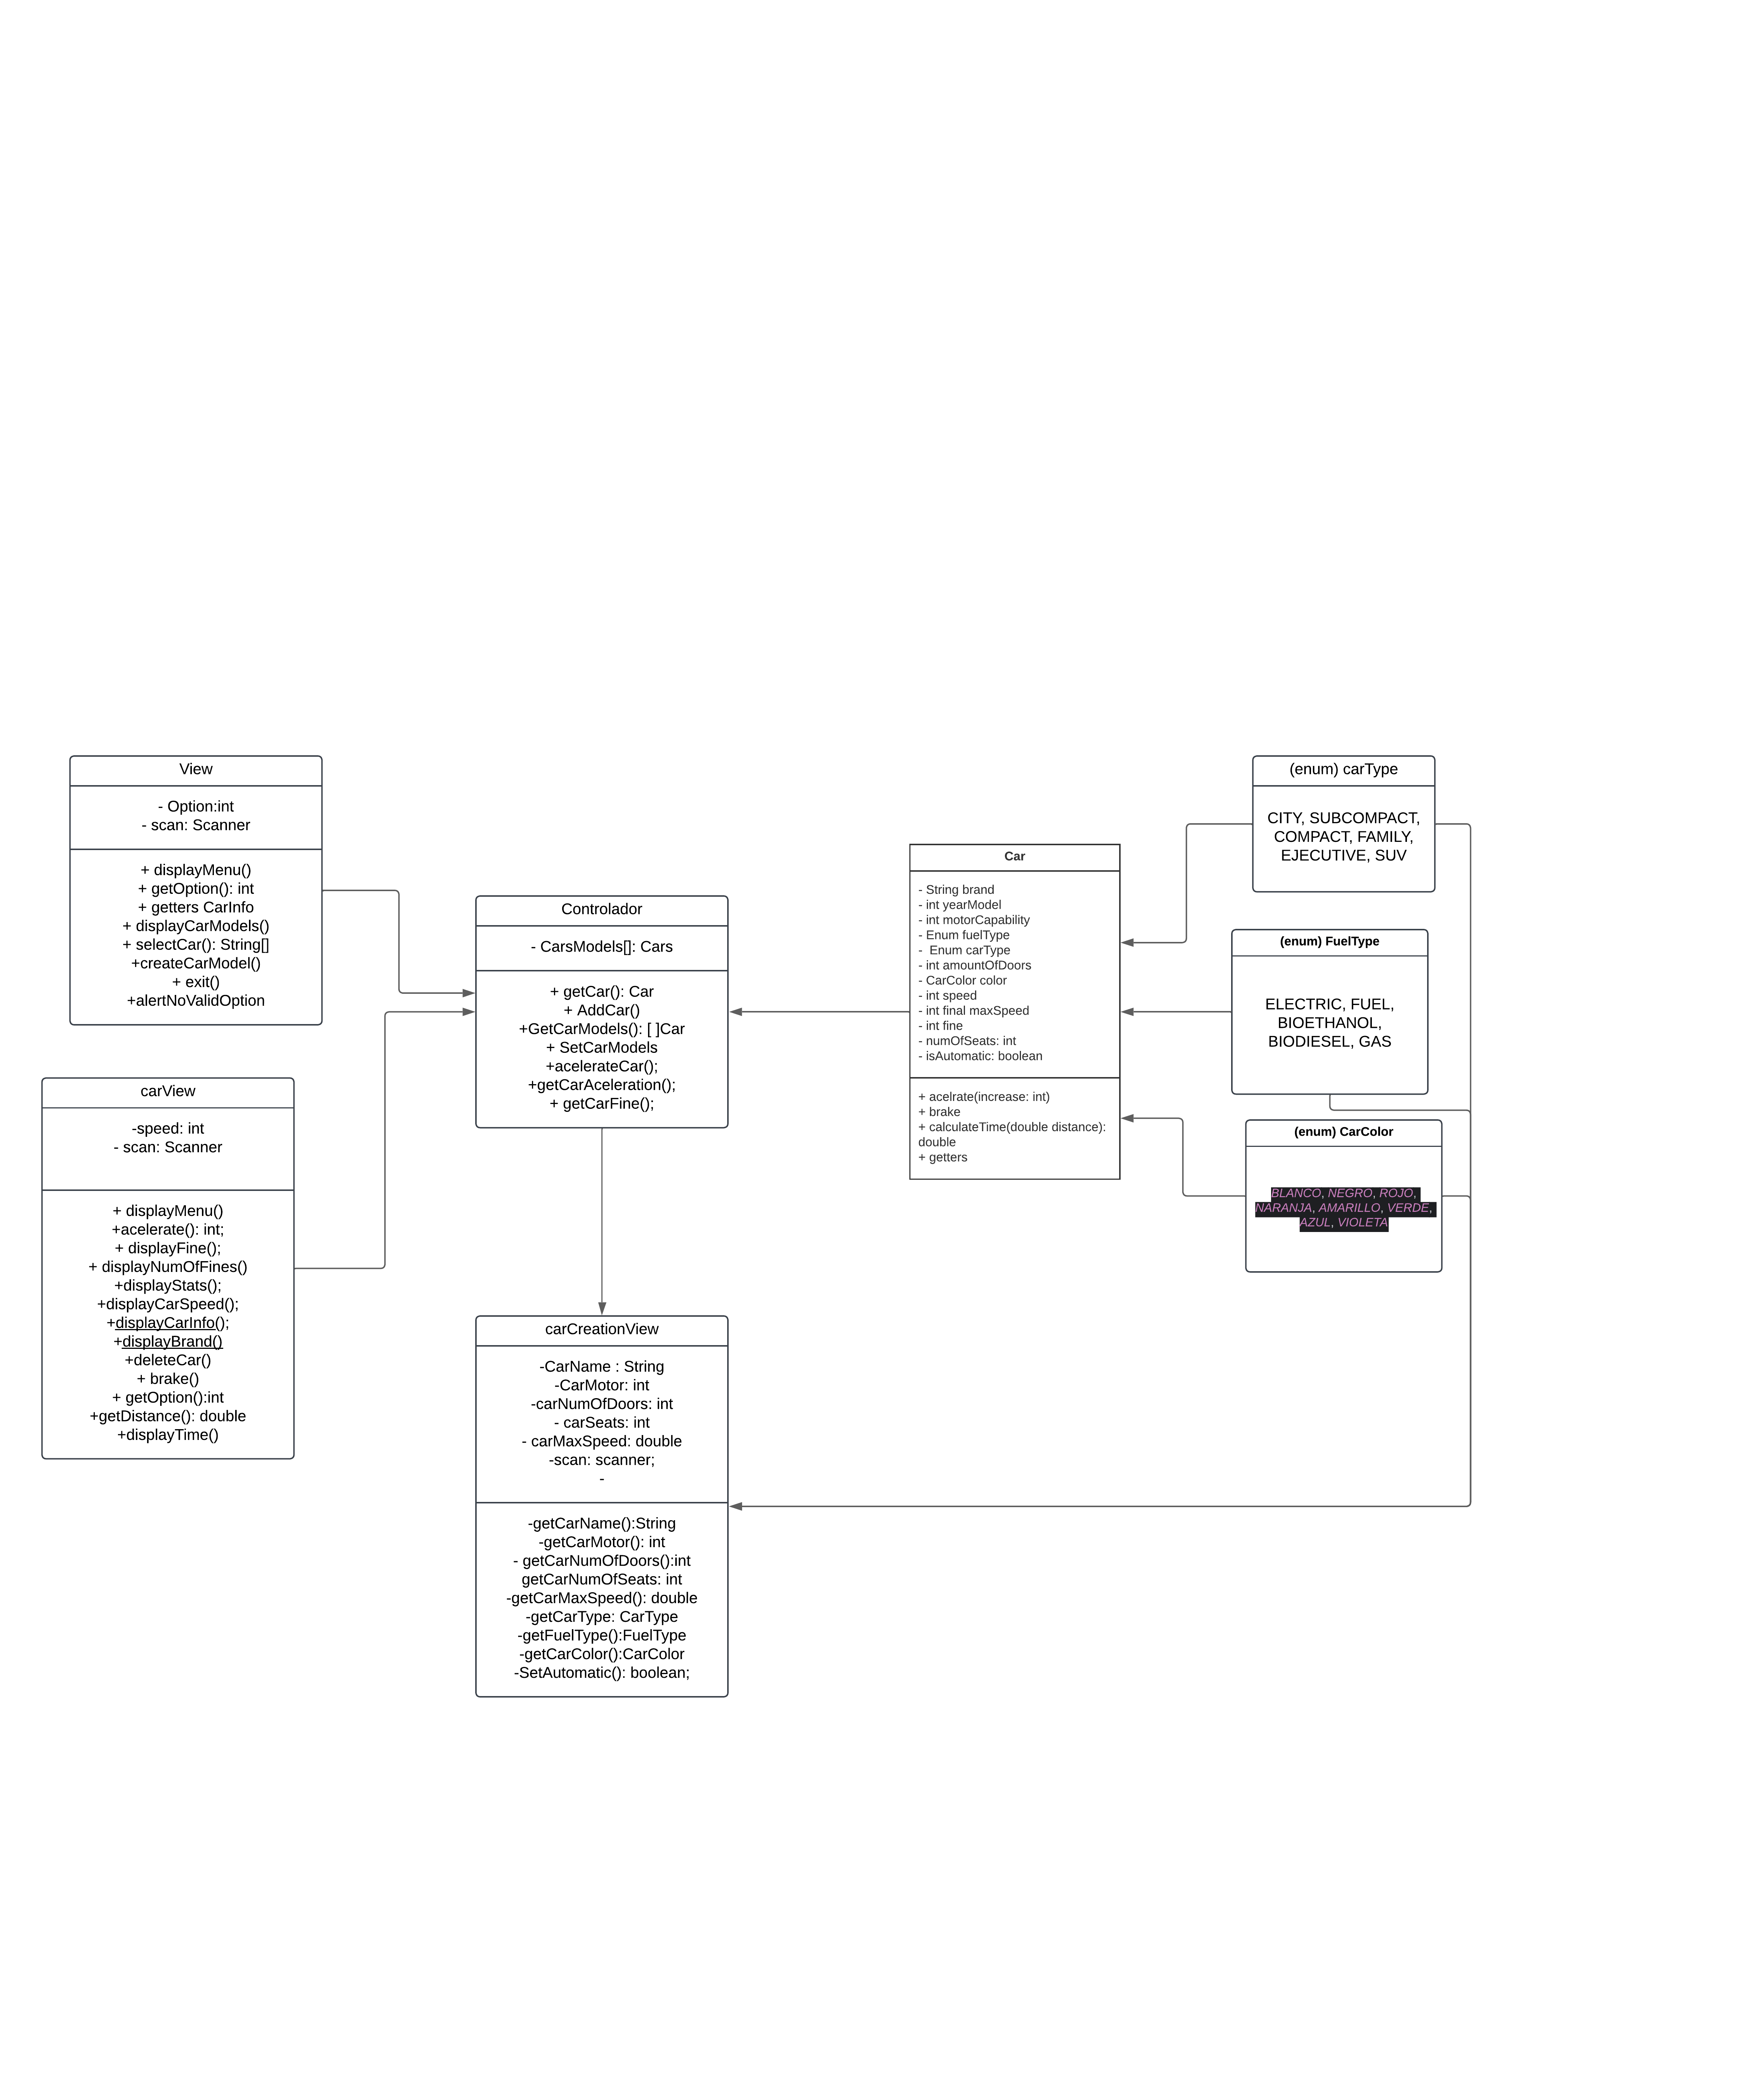 View
- Option:int
- scan: Scanner
+ displayMenu()
+ getOption(): int
+ getters CarInfo
+ displayCarModels()
+ selectCar(): String[]
+createCarModel()
+ exit()
+alertNoValidOption
carView
-speed: int
- scan: Scanner
+ displayMenu()
+acelerate(): int;
+ displayFine();
+ displayNumOfFines()
+displayStats();
+displayCarSpeed();
+displayCarInfo();
+displayBrand()
+deleteCar()
+ brake()
+ getOption():int
+getDistance(): double
+displayTime()
Controlador
- CarsModels[]: Cars
+ getCar(): Car
+ AddCar()
+GetCarModels(): [ ]Car
+ SetCarModels
+acelerateCar();
+getCarAceleration();
+ getCarFine();
carCreationView
-CarName : String
-CarMotor: int
-carNumOfDoors: int
- carSeats: int
- carMaxSpeed: double
-scan: scanner;
-
-getCarName():String
-getCarMotor(): int
- getCarNumOfDoors():int
getCarNumOfSeats: int
-getCarMaxSpeed(): double
-getCarType: CarType
-getFuelType():FuelType
-getCarColor():CarColor
-SetAutomatic(): boolean;
Car
- String brand
- int yearModel
- int motorCapability
- Enum fuelType
-  Enum carType
- int amountOfDoors
- CarColor color
- int speed
- int final maxSpeed
- int fine
- numOfSeats: int
- isAutomatic: boolean
+ acelrate(increase: int)
+ brake
+ calculateTime(double distance):
double
+ getters
(enum) carType
CITY, SUBCOMPACT,
COMPACT, FAMILY,
EJECUTIVE, SUV
(enum) FuelType
ELECTRIC, FUEL,
BIOETHANOL,
BIODIESEL, GAS
(enum) CarColor
BLANCO, NEGRO, ROJO,
NARANJA, AMARILLO, VERDE,
AZUL, VIOLETA